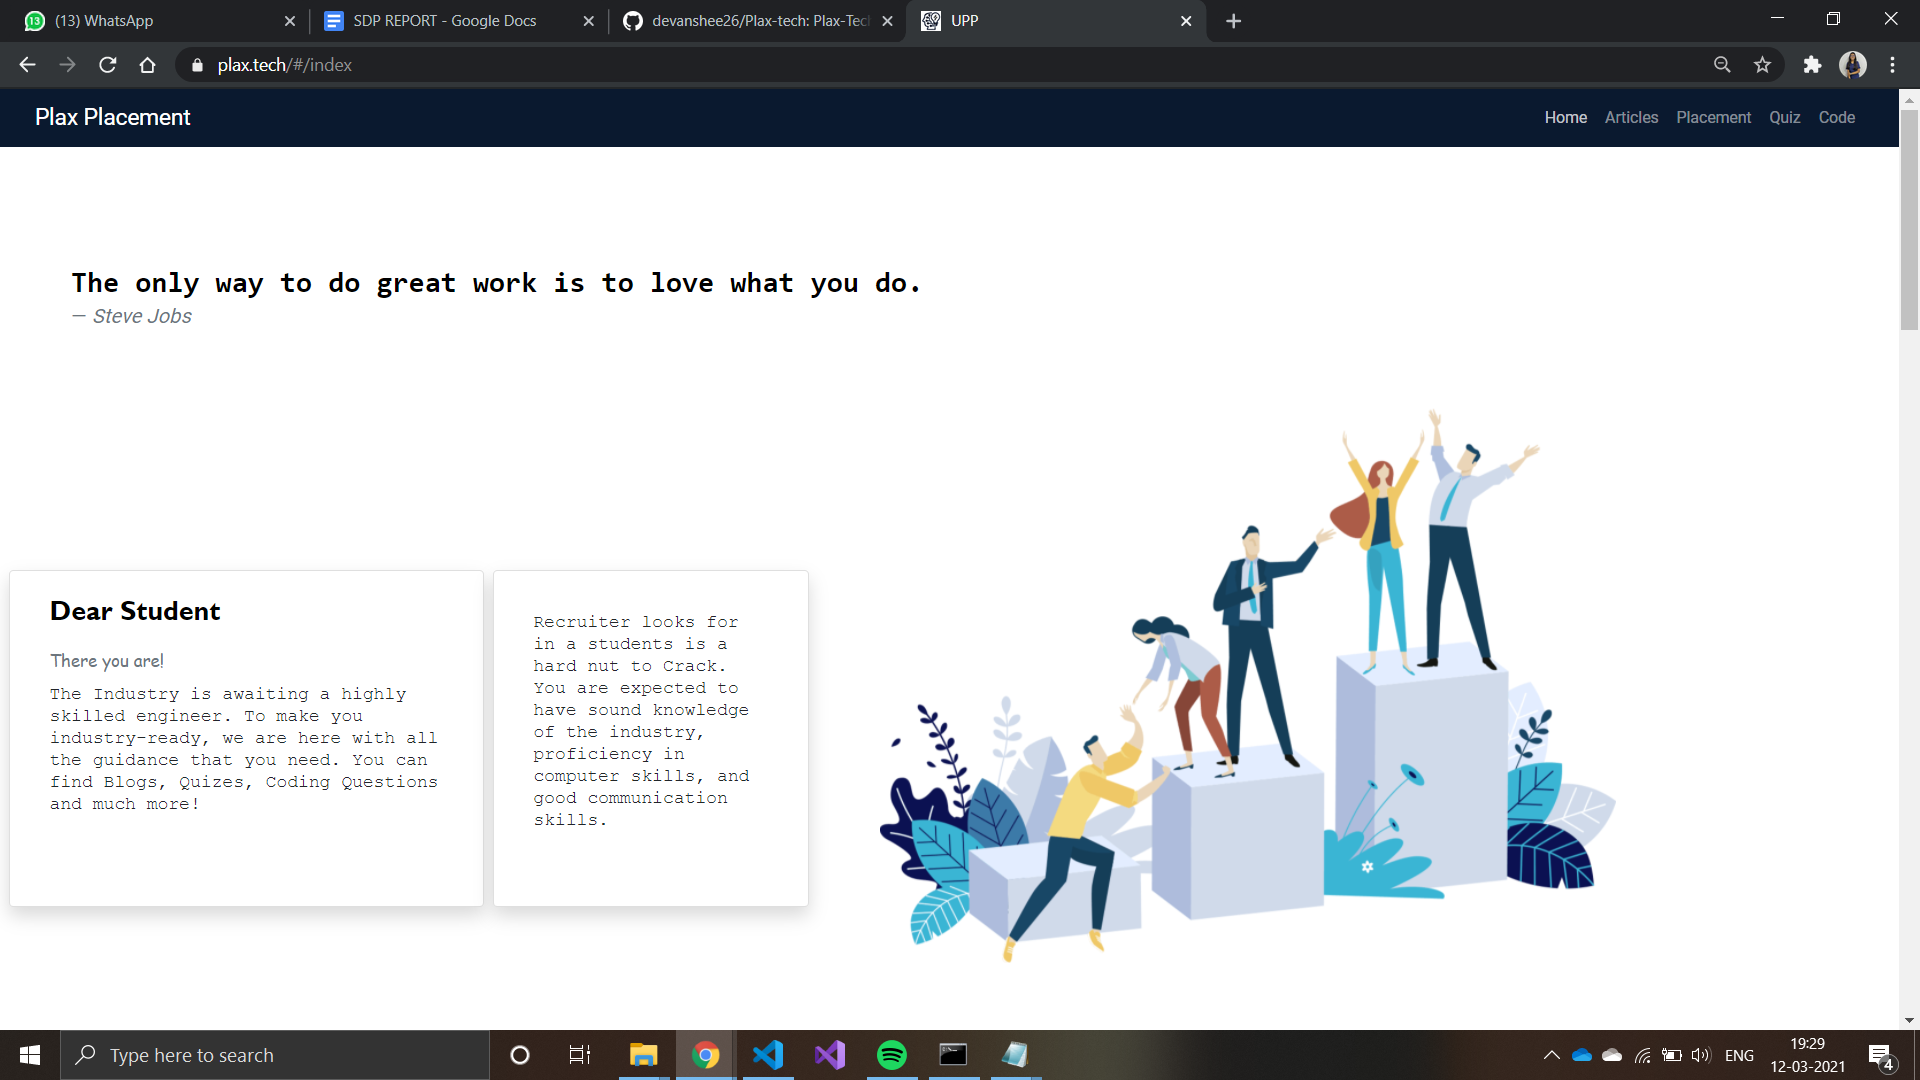 (13) WhatsApp
SDP REPORT - Google Docs
devanshee26/Plax-tech: Plax-Tech
UPP
plax.tech/#/index
Plax Placement
Home Articles Placement Quiz Code
The only way to do great work is to love what you do.
— Steve Jobs
Dear Student
There you are!
The Industry is awaiting a highly
skilled engineer. To make you
industry-ready, we are here with all
the guidance that you need. You can
find Blogs, Quizes, Coding Questions
and much more!
Recruiter looks for
in a students is a
hard nut to Crack.
You are expected to
have sound knowledge
of the industry,
proficiency in
computer skills, and
good communication
skills.
Type here to search
ENG
19:29
12-03-2021
4